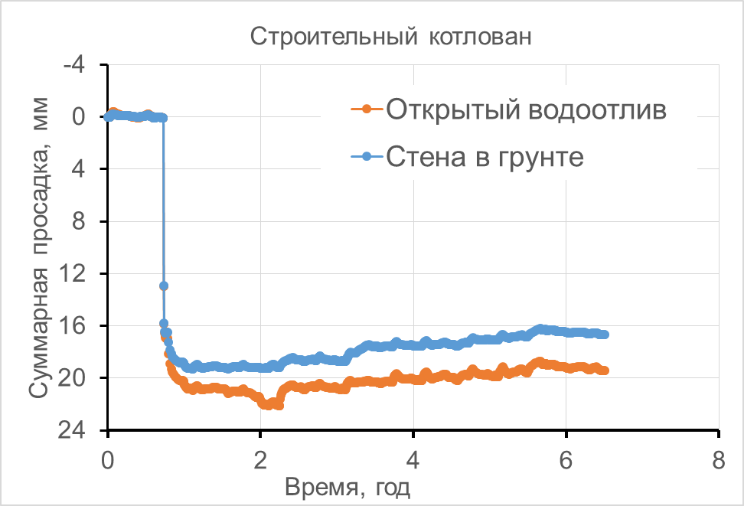 Строительный котлован
-4
0
4
8
12
16
20
24
Суммарная просадка, мм
Открытый водоотлив
Стена в грунте
0 2 4 6 8
Время, год